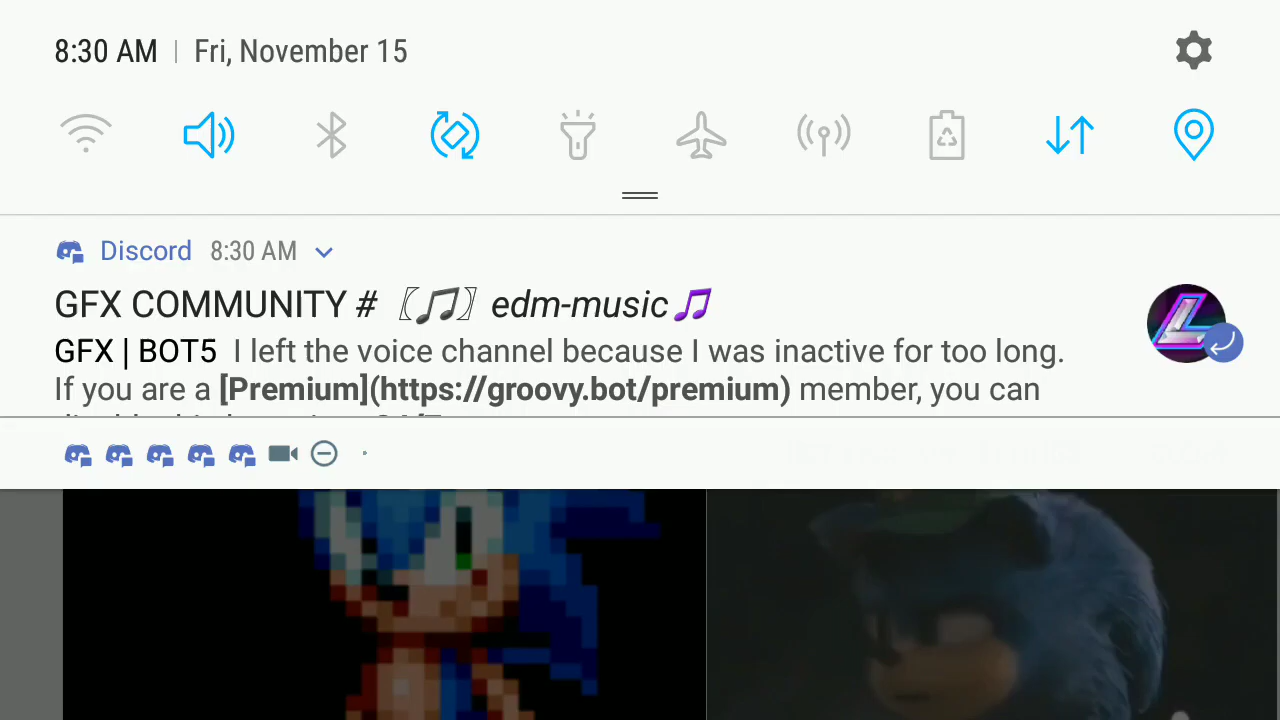 8:30 AM | Fri, November 15
Discord 8:30 AM
GFX COMMUNITY # 〖🎵〗 edm-music🎵
GFX | BOT5 I left the voice channel because I was inactive for too long.
If you are a [Premium](https://groovy.bot/premium) member, you can